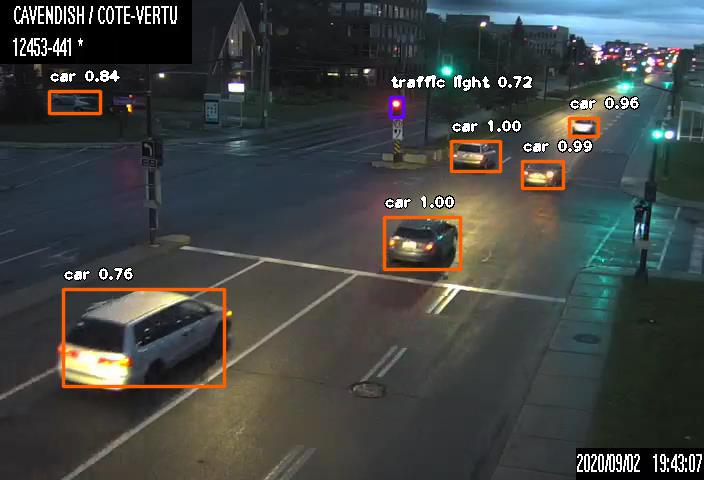 CAVENDISH / COTE-VERTU
12453-441 *
car 0.84
traffic light 0.72
car 0.96
car 1.00
car 0.99
car 1.00
car 0.76
2020/09/02 19:43:07